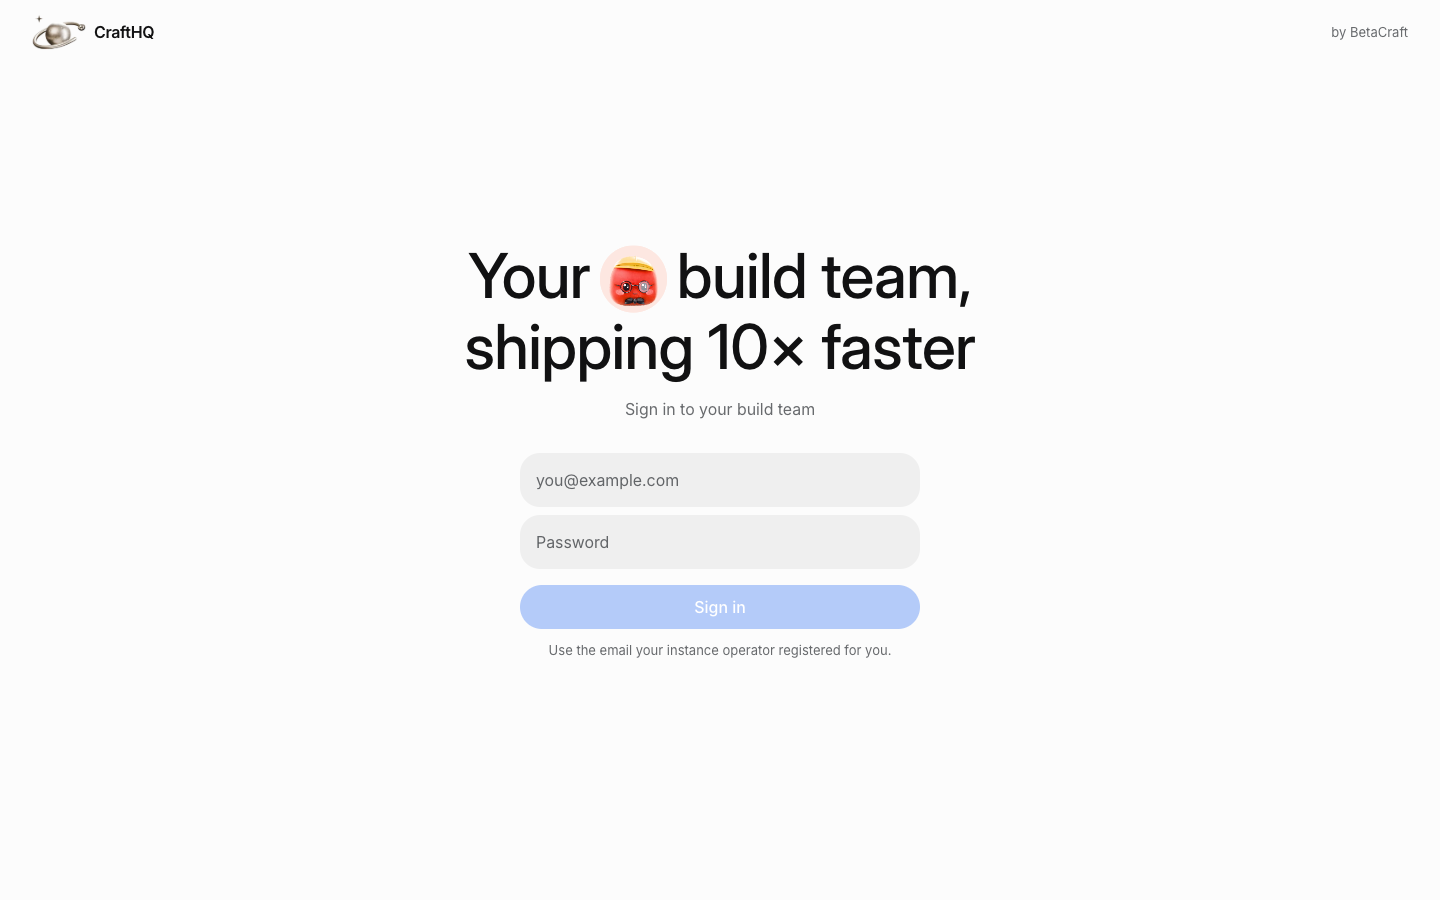 CraftHQ
by BetaCraft
Your build team,
shipping 10× faster
Sign in to your build team
you@example.com
Password
Sign in
Use the email your instance operator registered for you.